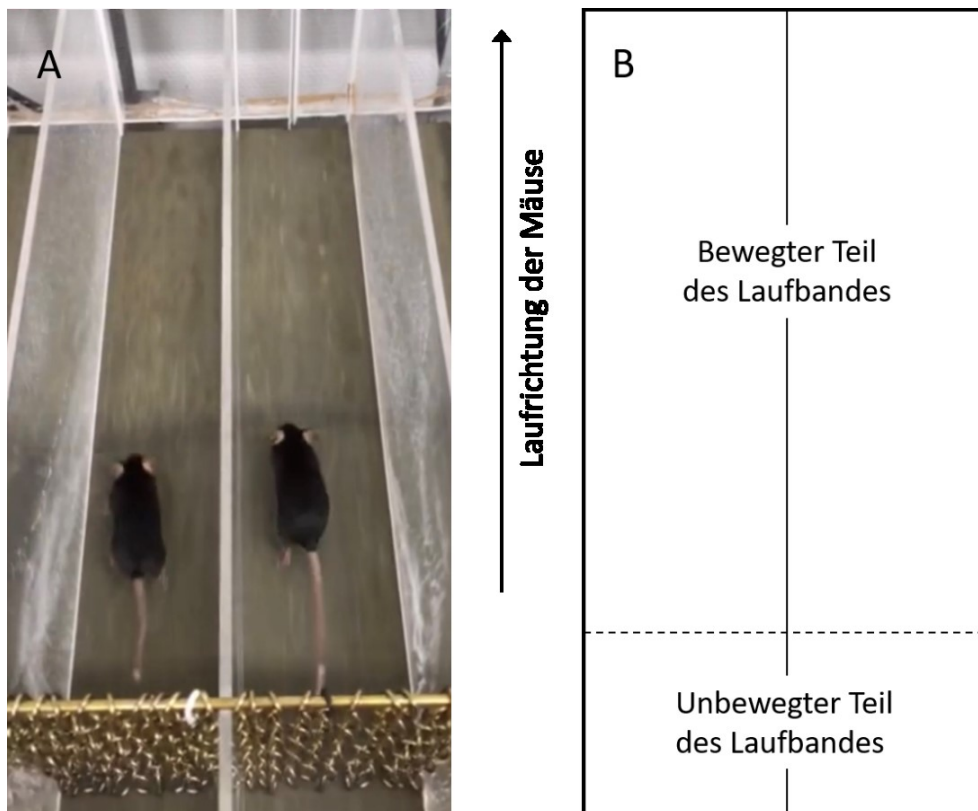 A
B
Laufrichtung der Mäuse
Bewegter Teil
des Laufbandes
Unbewegter Teil
des Laufbandes